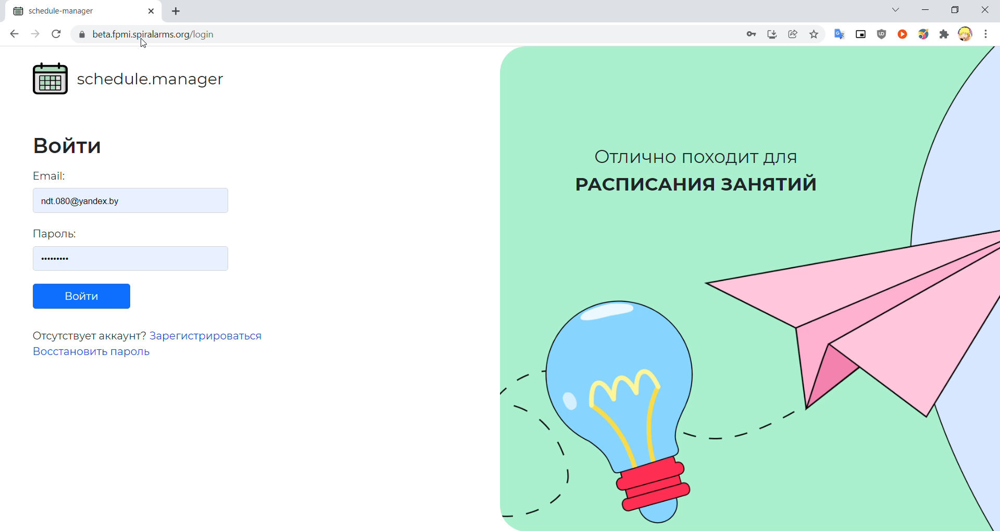 schedule-manager
beta.fpmi.spiralarms.org/login
schedule.manager
Войти
Email:
ndt.080@yandex.by
Пароль:
•••••••••
Войти
Отсутствует аккаунт? Зарегистрироваться
Восстановить пароль
Отлично походит для
РАСПИСАНИЯ ЗАНЯТИЙ